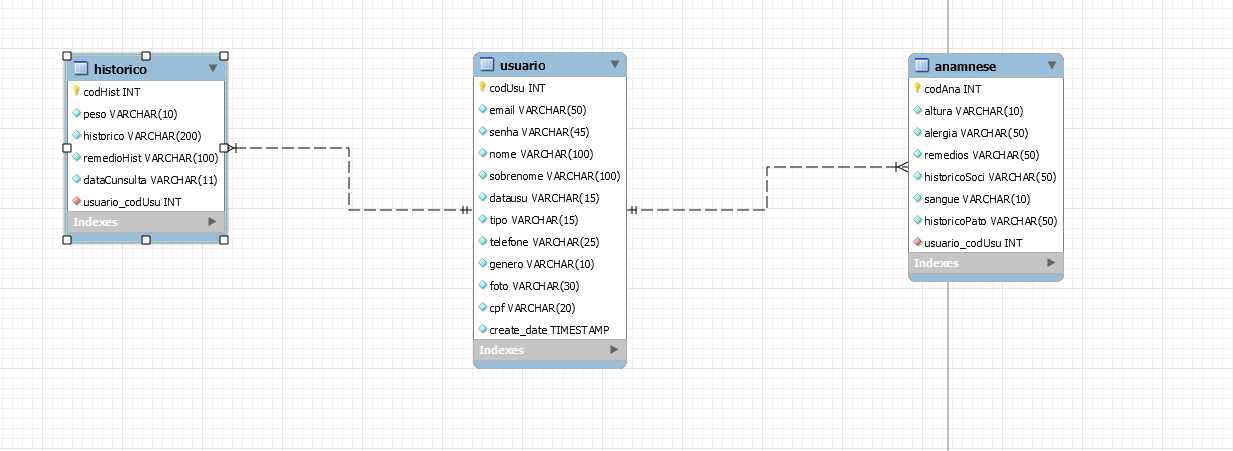 historico
codHist INT
peso VARCHAR(10)
historico VARCHAR(200)
remedioHist VARCHAR(100)
dataCunsulta VARCHAR(11)
usuario_codUsu INT
Indexes
usuario
codUsu INT
email VARCHAR(50)
senha VARCHAR(45)
nome VARCHAR(100)
sobrenome VARCHAR(100)
datausu VARCHAR(15)
tipo VARCHAR(15)
telefone VARCHAR(25)
genero VARCHAR(10)
foto VARCHAR(30)
cpf VARCHAR(20)
create_date TIMESTAMP
Indexes
anamnese
codAna INT
altura VARCHAR(10)
alergia VARCHAR(50)
remedios VARCHAR(50)
historicoSoci VARCHAR(50)
sangue VARCHAR(10)
historicoPato VARCHAR(50)
usuario_codUsu INT
Indexes